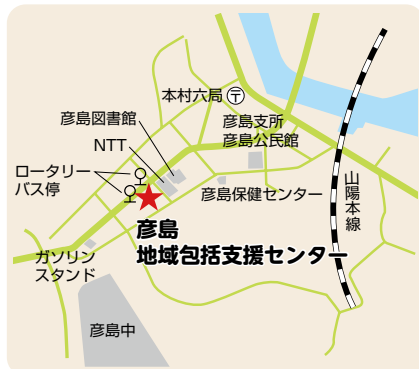 本村六局
彦島図書館
NTT
ロータリー
バス停
彦島支所
彦島公民館
彦島保健センター
山陽本線
彦島
地域包括支援センター
ガソリン
スタンド
彦島中